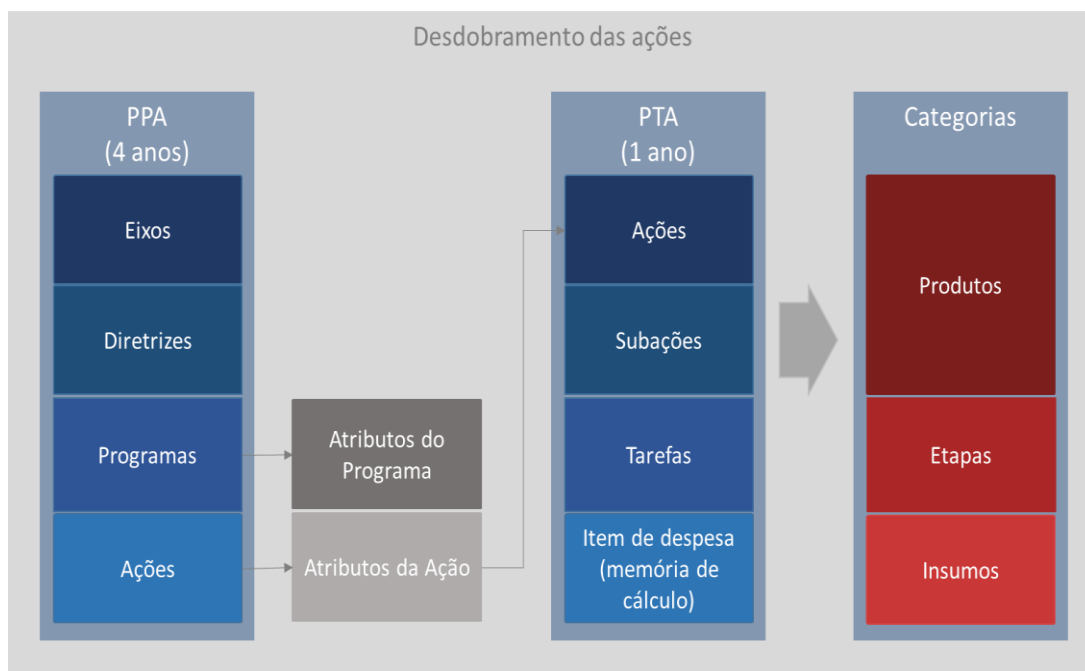 Desdobramento das ações
PPA
(4 anos)
Eixos
Diretrizes
Programas
Ações
Atributos do
Programa
Atributos da Ação
PTA
(1 ano)
Ações
Subações
Tarefas
Item de despesa
(memória de
cálculo)
Categorias
Produtos
Etapas
Insumos